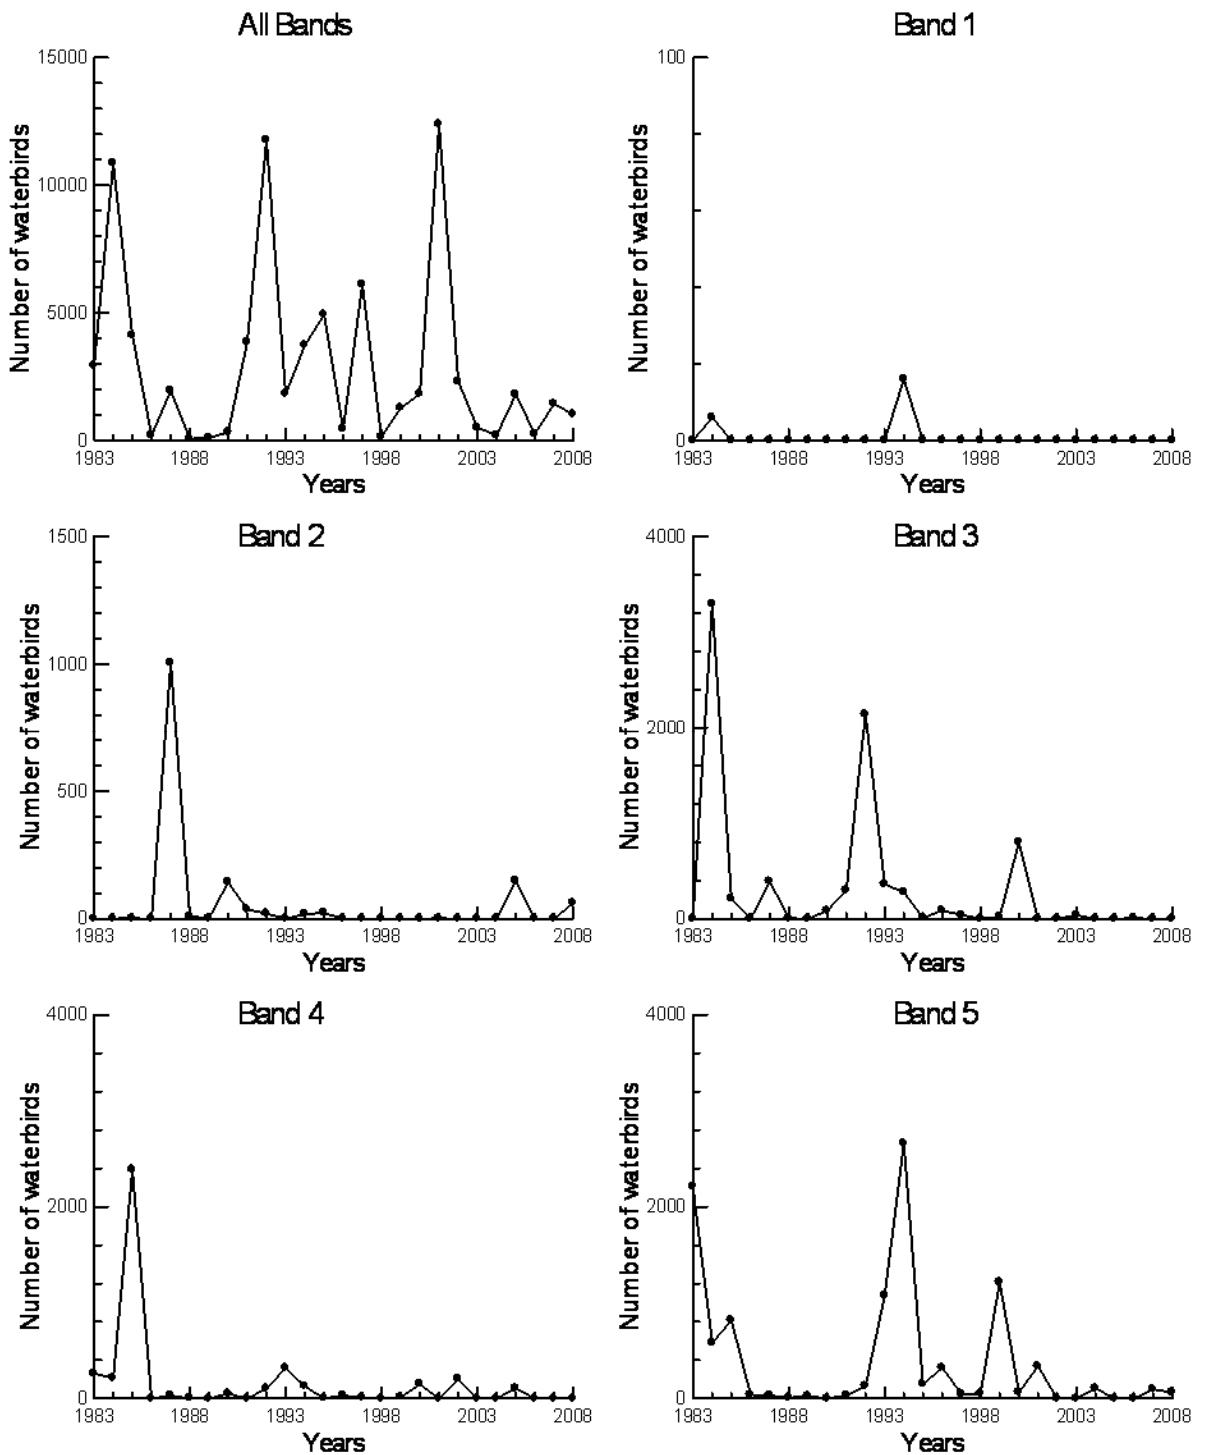 All Bands
15000
10000
5000
0
Number of waterbirds
1983 1988 1993 1998 2003 2008
Years
Band 1
100
0
Number of waterbirds
1983 1988 1993 1998 2003 2008
Years
Band 2
1500
1000
500
0
Number of waterbirds
1983 1988 1993 1998 2003 2008
Years
Band 3
4000
2000
0
Number of waterbirds
1983 1988 1993 1998 2003 2008
Years
Band 4
4000
2000
0
Number of waterbirds
1983 1988 1993 1998 2003 2008
Years
Band 5
4000
2000
0
Number of waterbirds
1983 1988 1993 1998 2003 2008
Years